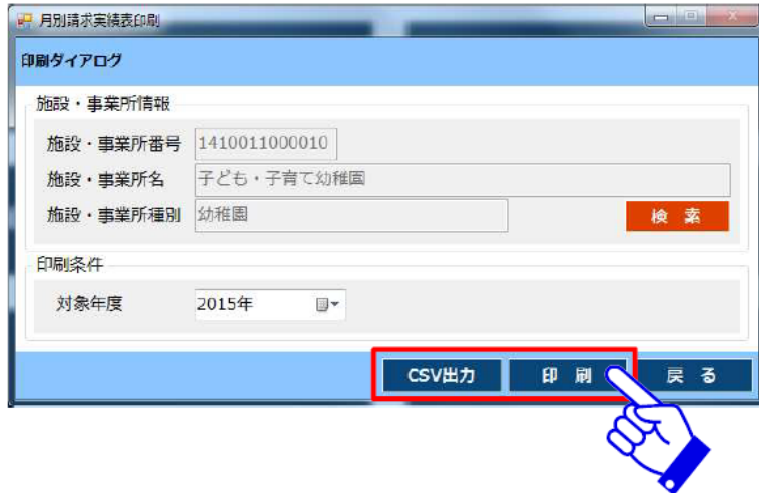 月別請求実績表印刷
印刷ダイアログ
施設・事業所情報
施設・事業所番号 1410011000010
施設・事業所名 子ども・子育て幼稚園
施設・事業所種別 幼稚園
検 索
印刷条件
対象年度 2015年
CSV出力 印 刷 戻 る